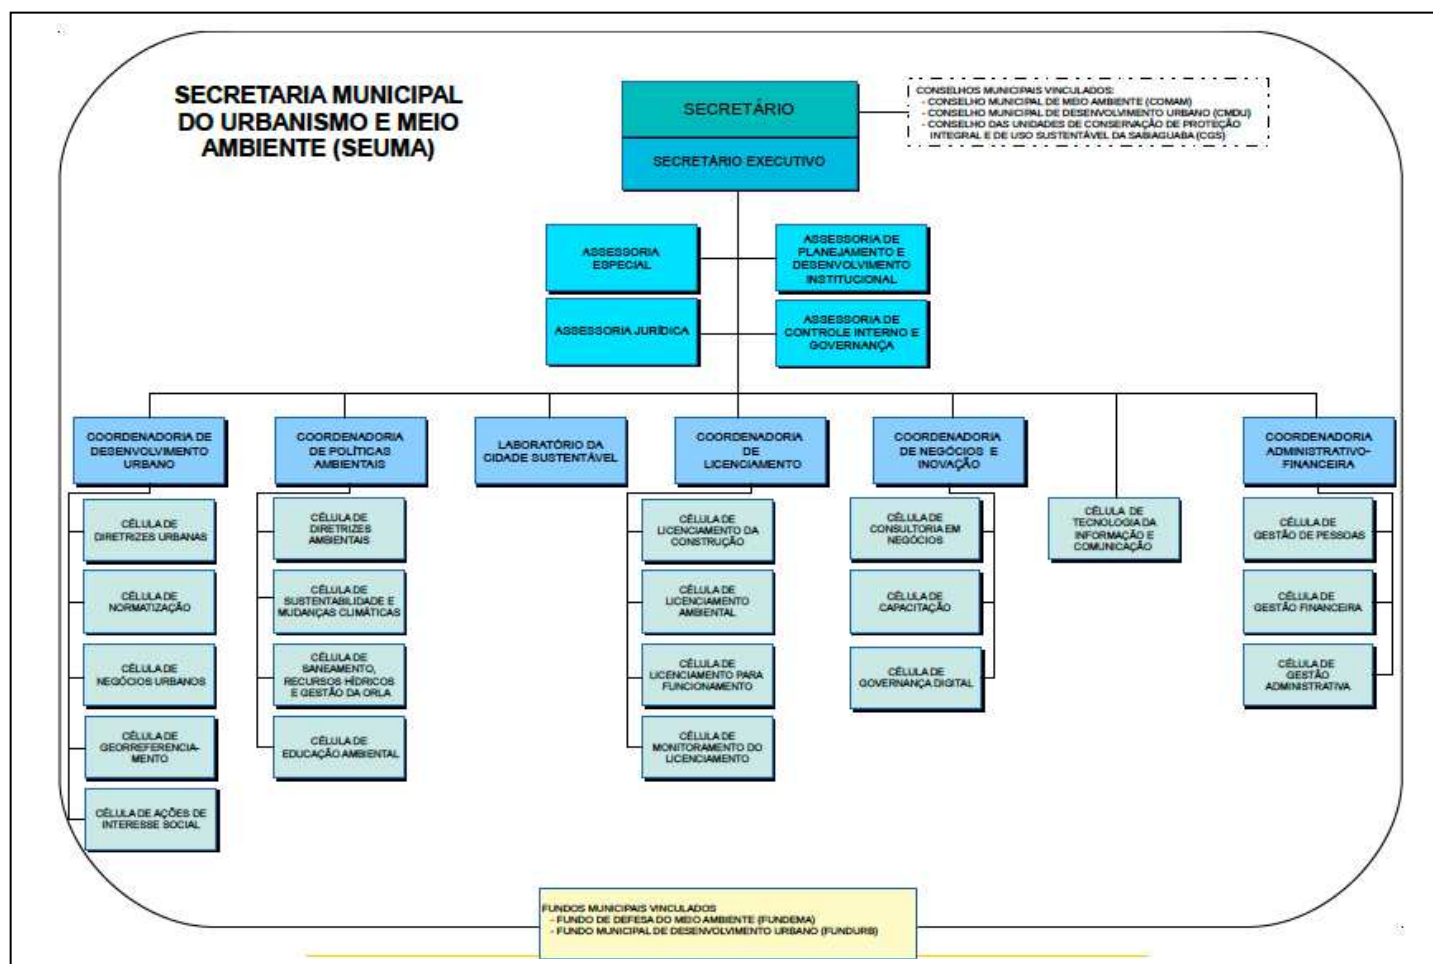 SECRETARIA MUNICIPAL
DO URBANISMO E MEIO
AMBIENTE (SEUMA)
SECRETÁRIO
SECRETÁRIO EXECUTIVO
CONSELHOS MUNICIPAIS VINCULADOS:
- CONSELHO MUNICIPAL DE MEIO AMBIENTE (COMAM)
- CONSELHO MUNICIPAL DE DESENVOLVIMENTO URBANO (CMDU)
- CONSELHO DAS UNIDADES DE CONSERVAÇÃO DE PROTEÇÃO
INTEGRAL E DE USO SUSTENTÁVEL DA SABIAGUABA (CGS)
ASSESSORIA
ESPECIAL
ASSESSORIA DE
PLANEJAMENTO E
DESENVOLVIMENTO
INSTITUCIONAL
ASSESSORIA JURÍDICA
ASSESSORIA DE
CONTROLE INTERNO E
GOVERNANÇA
COORDENADORIA DE
DESENVOLVIMENTO
URBANO
COORDENADORIA
DE POLÍTICAS
AMBIENTAIS
LABORATÓRIO DA
CIDADE SUSTENTÁVEL
COORDENADORIA
DE
LICENCIAMENTO
COORDENADORIA
DE NEGÓCIOS E
INOVAÇÃO
COORDENADORIA
ADMINISTRATIVO-
FINANCEIRA
CÉLULA DE
DIRETRIZES URBANAS
CÉLULA DE
NORMATIZAÇÃO
CÉLULA DE
NEGÓCIOS URBANOS
CÉLULA DE
GEORREFERENCIA-
MENTO
CÉLULA DE AÇÕES DE
INTERESSE SOCIAL
CÉLULA DE
DIRETRIZES
AMBIENTAIS
CÉLULA DE
SUSTENTABILIDADE E
MUDANÇAS CLIMÁTICAS
CÉLULA DE
SANEAMENTO,
RECURSOS HÍDRICOS
E GESTÃO DA ORLA
CÉLULA DE
EDUCAÇÃO AMBIENTAL
CÉLULA DE
LICENCIAMENTO DA
CONSTRUÇÃO
CÉLULA DE
LICENCIAMENTO
AMBIENTAL
CÉLULA DE
LICENCIAMENTO PARA
FUNCIONAMENTO
CÉLULA DE
MONITORAMENTO DO
LICENCIAMENTO
CÉLULA DE
CONSULTORIA EM
NEGÓCIOS
CÉLULA DE
CAPACITAÇÃO
CÉLULA DE
GOVERNANÇA DIGITAL
CÉLULA DE
TECNOLOGIA DA
INFORMAÇÃO E
COMUNICAÇÃO
CÉLULA DE
GESTÃO DE PESSOAS
CÉLULA DE
GESTÃO FINANCEIRA
CÉLULA DE
GESTÃO
ADMINISTRATIVA
FUNDOS MUNICIPAIS VINCULADOS
- FUNDO DE DEFESA DO MEIO AMBIENTE (FUNDEMA)
- FUNDO MUNICIPAL DE DESENVOLVIMENTO URBANO (FUNDURB)